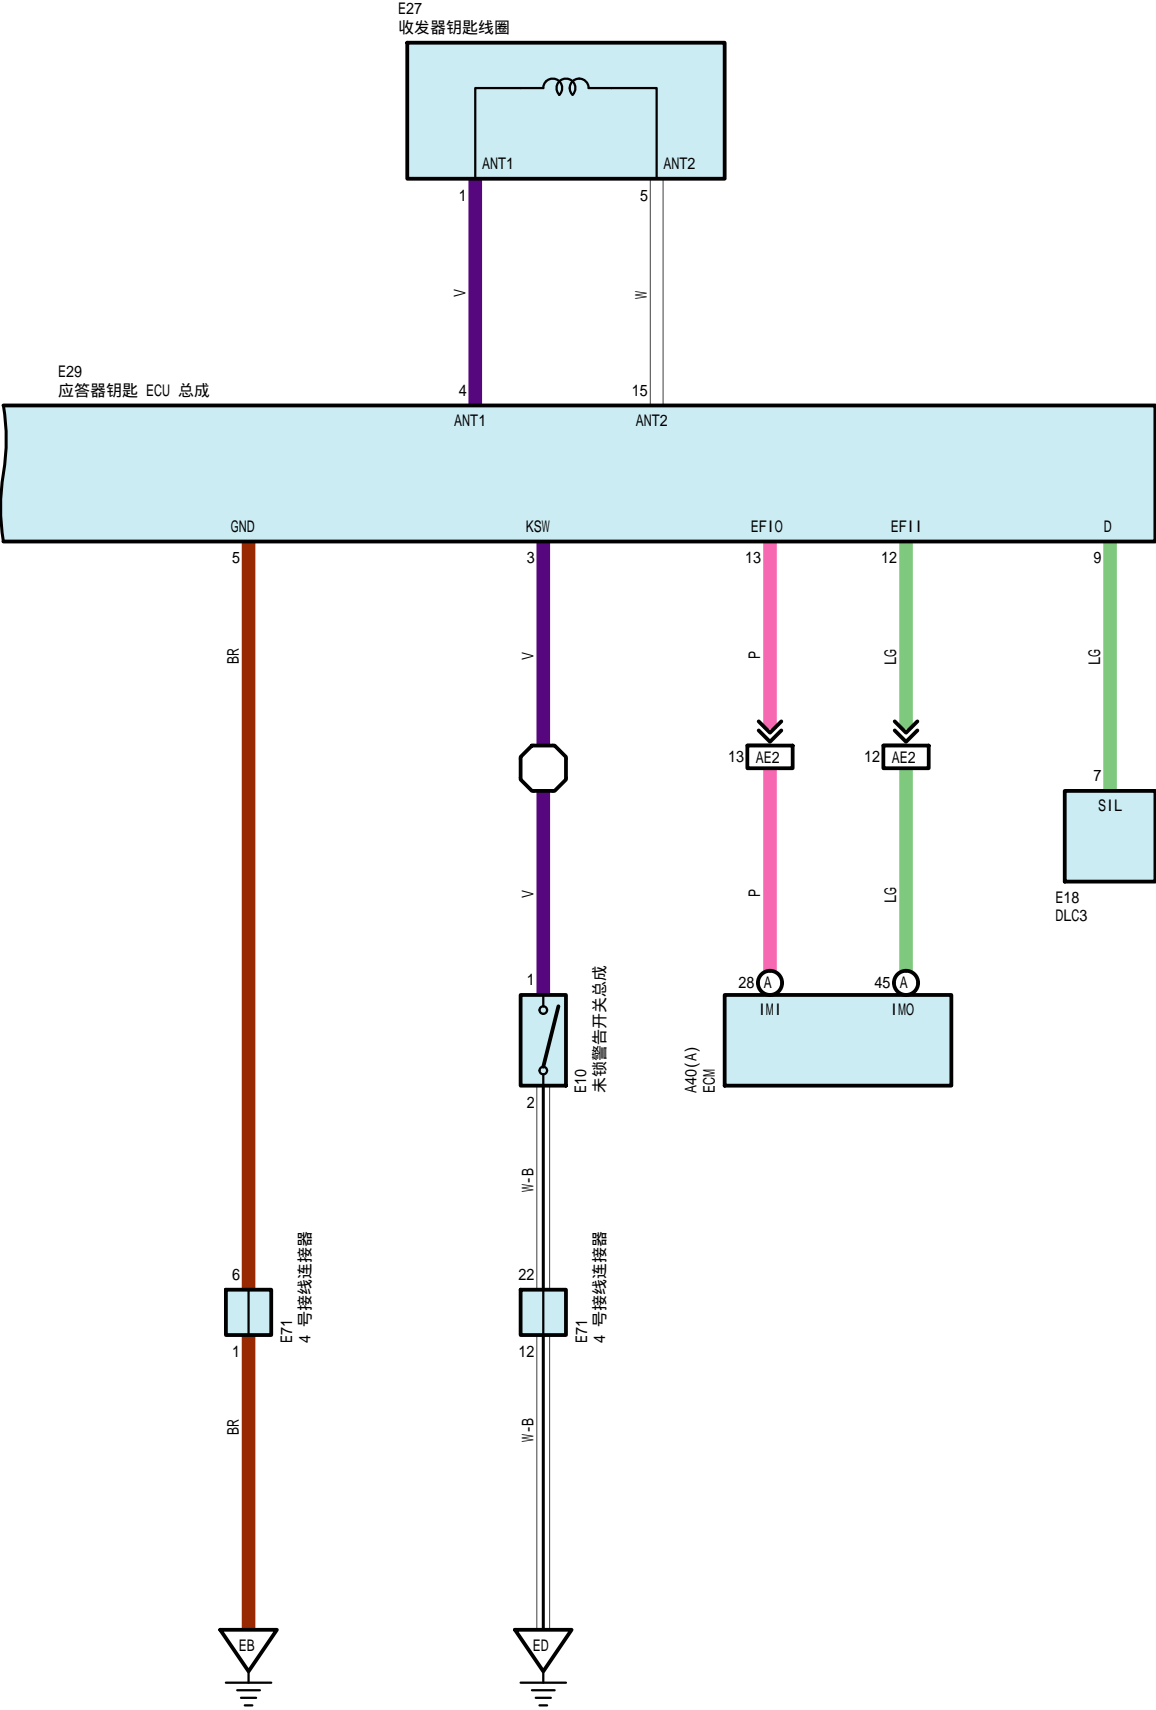 E27
收发器钥匙线圈
ANT1
ANT2
1
5
V
W
E29
应答器钥匙 ECU 总成
4
15
ANT1
ANT2
GND
KSW
EFIO
EFII
D
5
3
13
12
9
BR
V
P
LG
LG
13
AE2
12
AE2
7
SIL
V
P
LG
E18
DLC3
1
28
A
45
A
IMI
IMO
E10
未锁警告开关总成
A40(A)
ECM
2
W-B
6
22
E71
4 号接线连接器
E71
4 号接线连接器
1
12
BR
W-B
EB
ED